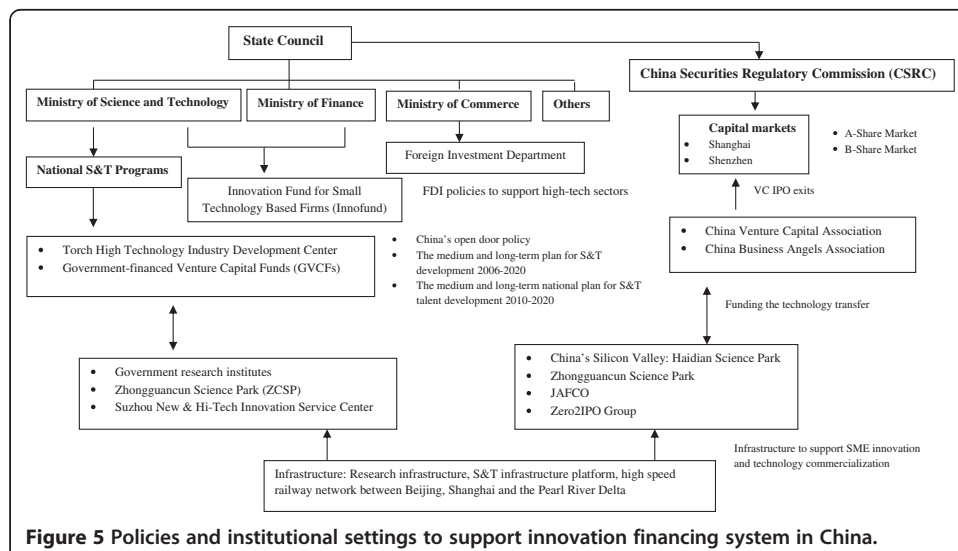 State Council
China Securities Regulatory Commission (CSRC)
Ministry of Science and Technology
Ministry of Finance
Ministry of Commerce
Others
Capital markets
• Shanghai
• Shenzhen
• A-Share Market
• B-Share Market
National S&T Programs
Foreign Investment Department
Innovation Fund for Small
Technology Based Firms (Innofund)
FDI policies to support high-tech sectors
VC IPO exits
• Torch High Technology Industry Development Center
• Government-financed Venture Capital Funds (GVCFs)
• China's open door policy
• The medium and long-term plan for S&T
development 2006-2020
• The medium and long-term national plan for S&T
talent development 2010-2020
• China Venture Capital Association
• China Business Angels Association
Funding the technology transfer
• Government research institutes
• Zhongguancun Science Park (ZCSP)
• Suzhou New & Hi-Tech Innovation Service Center
• China's Silicon Valley: Haidian Science Park
• Zhongguancun Science Park
• JAFCO
• Zero2IPO Group
Infrastructure to support SME innovation
and technology commercialization
Infrastructure: Research infrastructure, S&T infrastructure platform, high speed
railway network between Beijing, Shanghai and the Pearl River Delta
Figure 5 Policies and institutional settings to support innovation financing system in China.